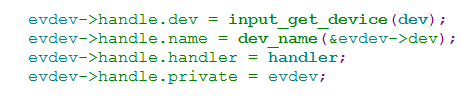 evdev->handle.dev = input_get_device(dev);
evdev->handle.name = dev_name(&evdev->dev);
evdev->handle.handler = handler;
evdev->handle.private = evdev;